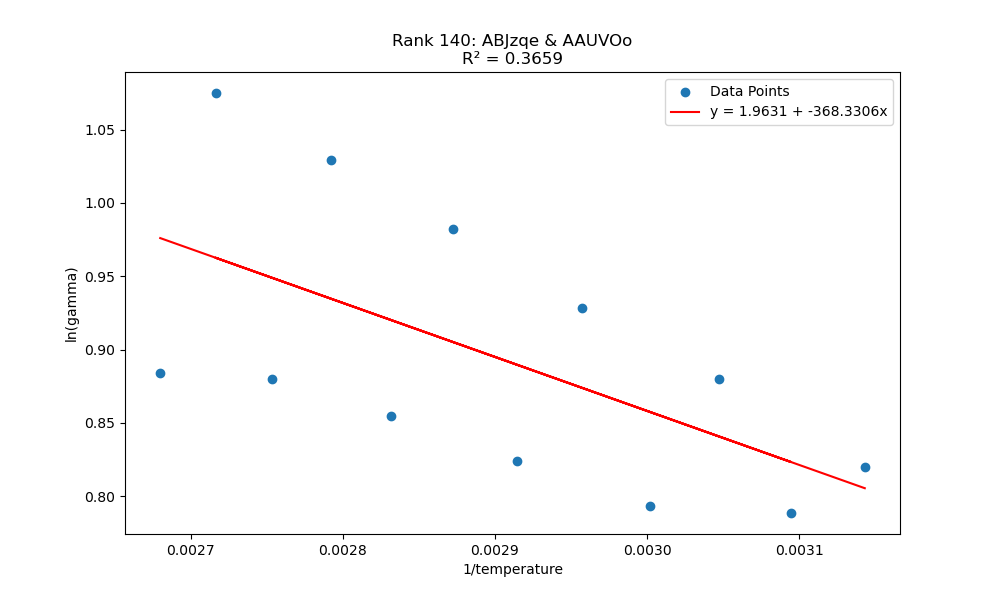 Rank 140: ABJzqe & AAUVOo
R² = 0.3659
Data Points
y = 1.9631 + -368.3306x
1.05
1.00
0.95
0.90
0.85
0.80
ln(gamma)
0.0027 0.0028 0.0029 0.0030 0.0031
1/temperature